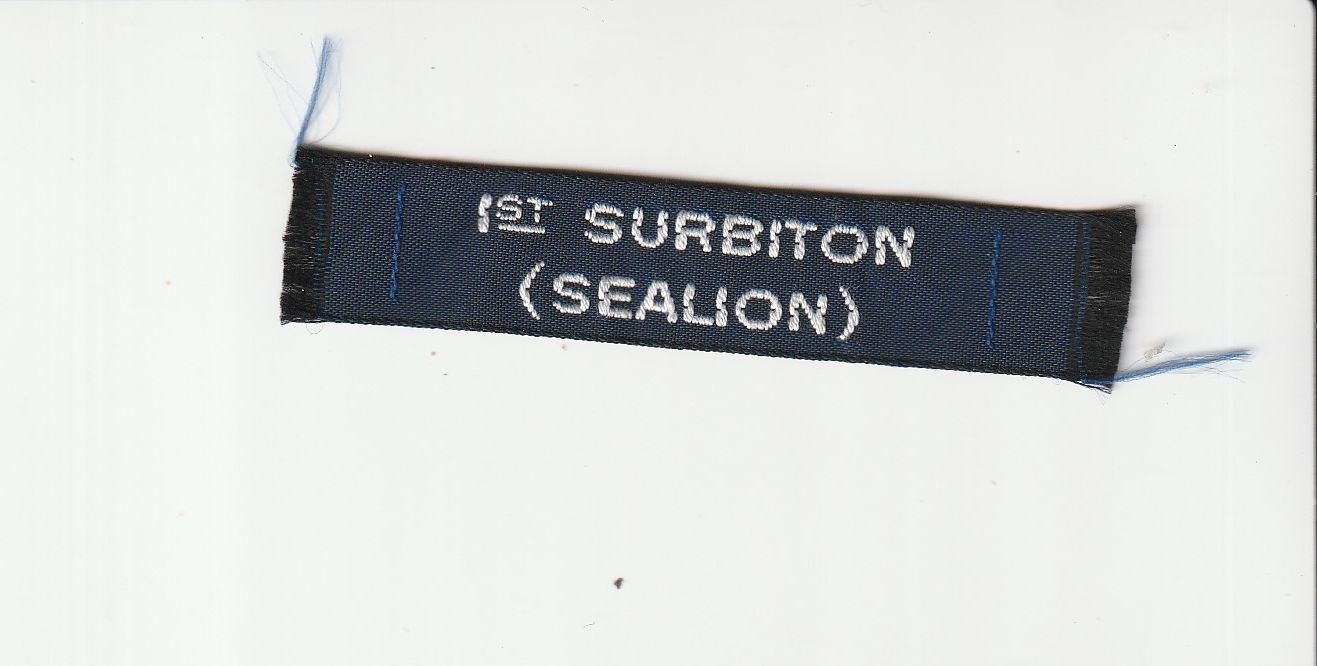 1ST SURBITON
(SEALION)